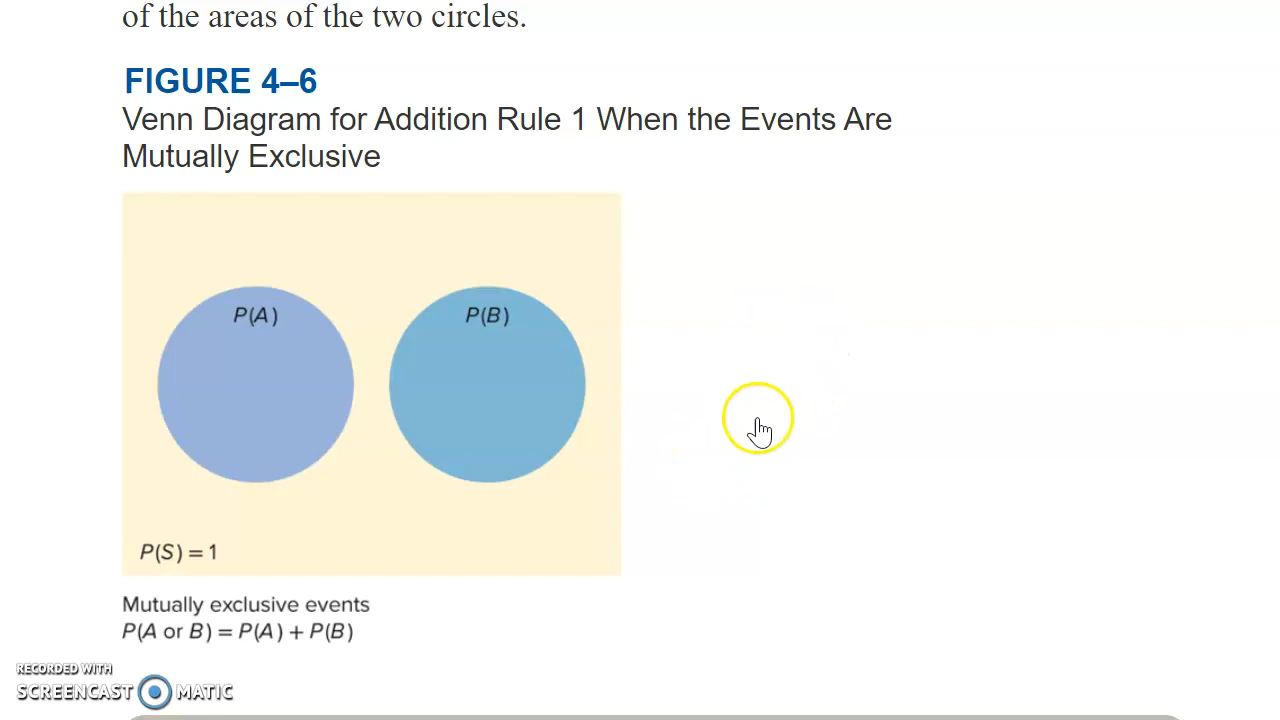 of the areas of the two circles.
FIGURE 4–6
Venn Diagram for Addition Rule 1 When the Events Are
Mutually Exclusive
P(A)
P(B)
P(S) = 1
Mutually exclusive events
P(A or B) = P(A) + P(B)
RECORDED WITH
SCREENCAST MATIC